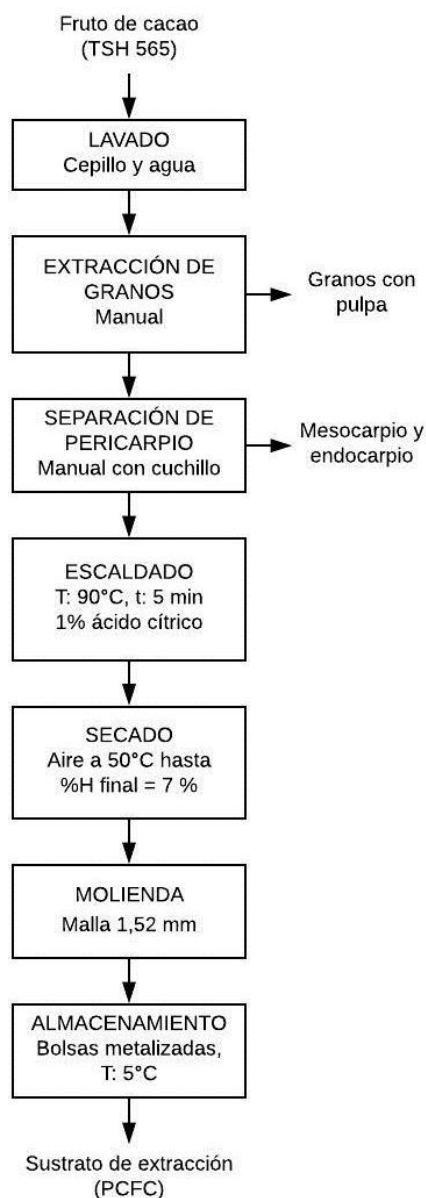 Fruto de cacao
(TSH 565)
LAVADO
Cepillo y agua
EXTRACCIÓN DE
GRANOS
Manual
Granos con
pulpa
SEPARACIÓN DE
PERICARPIO
Manual con cuchillo
Mesocarpio y
endocarpio
ESCALDADO
T: 90°C, t: 5 min
1% ácido cítrico
SECADO
Aire a 50°C hasta
%H final = 7 %
MOLIENDA
Malla 1,52 mm
ALMACENAMIENTO
Bolsas metalizadas,
T: 5°C
Sustrato de extracción
(PCFC)